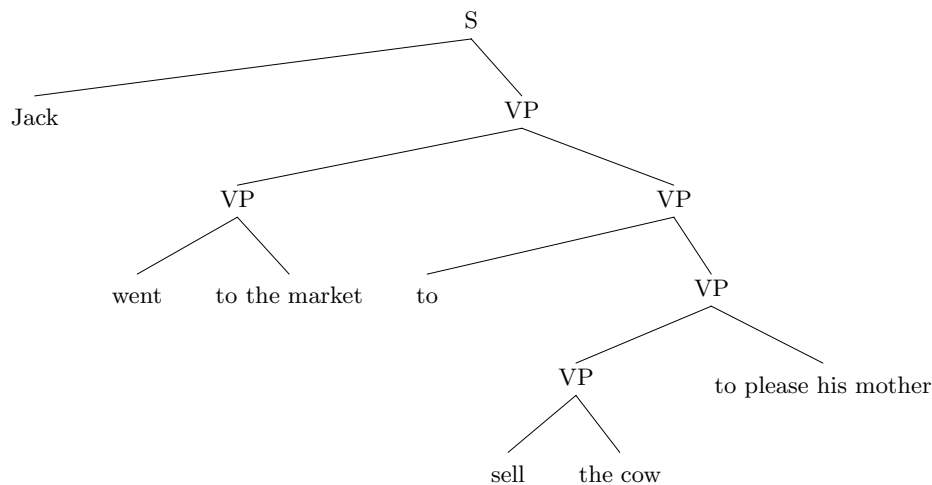 S
Jack
VP
VP
VP
went
to the market
to
VP
VP
to please his mother
sell
the cow